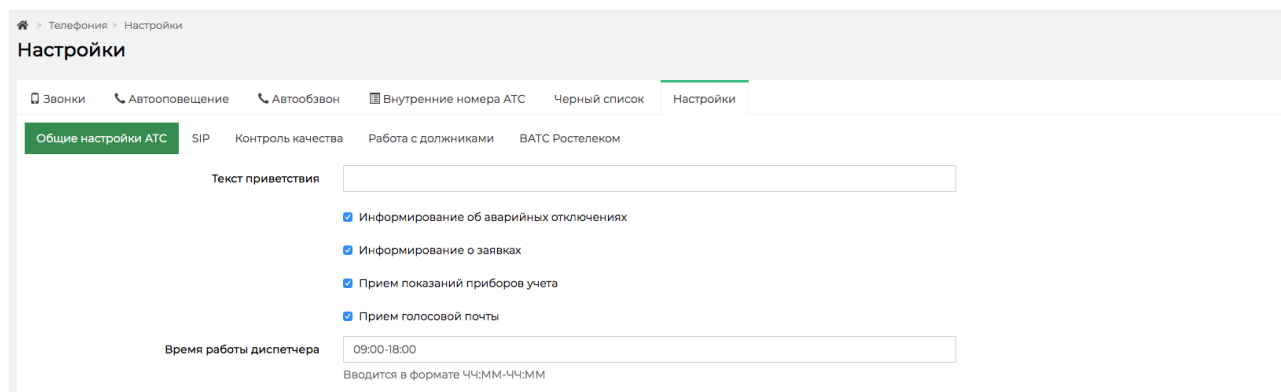 > Телефония > Настройки
Настройки
Звонки Автооповещение Автообзвон Внутренние номера АТС Черный список Настройки
Общие настройки АТС SIP Контроль качества Работа с должниками ВАТС Ростелеком
Текст приветствия
Информирование об аварийных отключениях
Информирование о заявках
Прием показаний приборов учета
Прием голосовой почты
Время работы диспетчера 09:00-18:00
Вводится в формате ЧЧ:ММ-ЧЧ:ММ